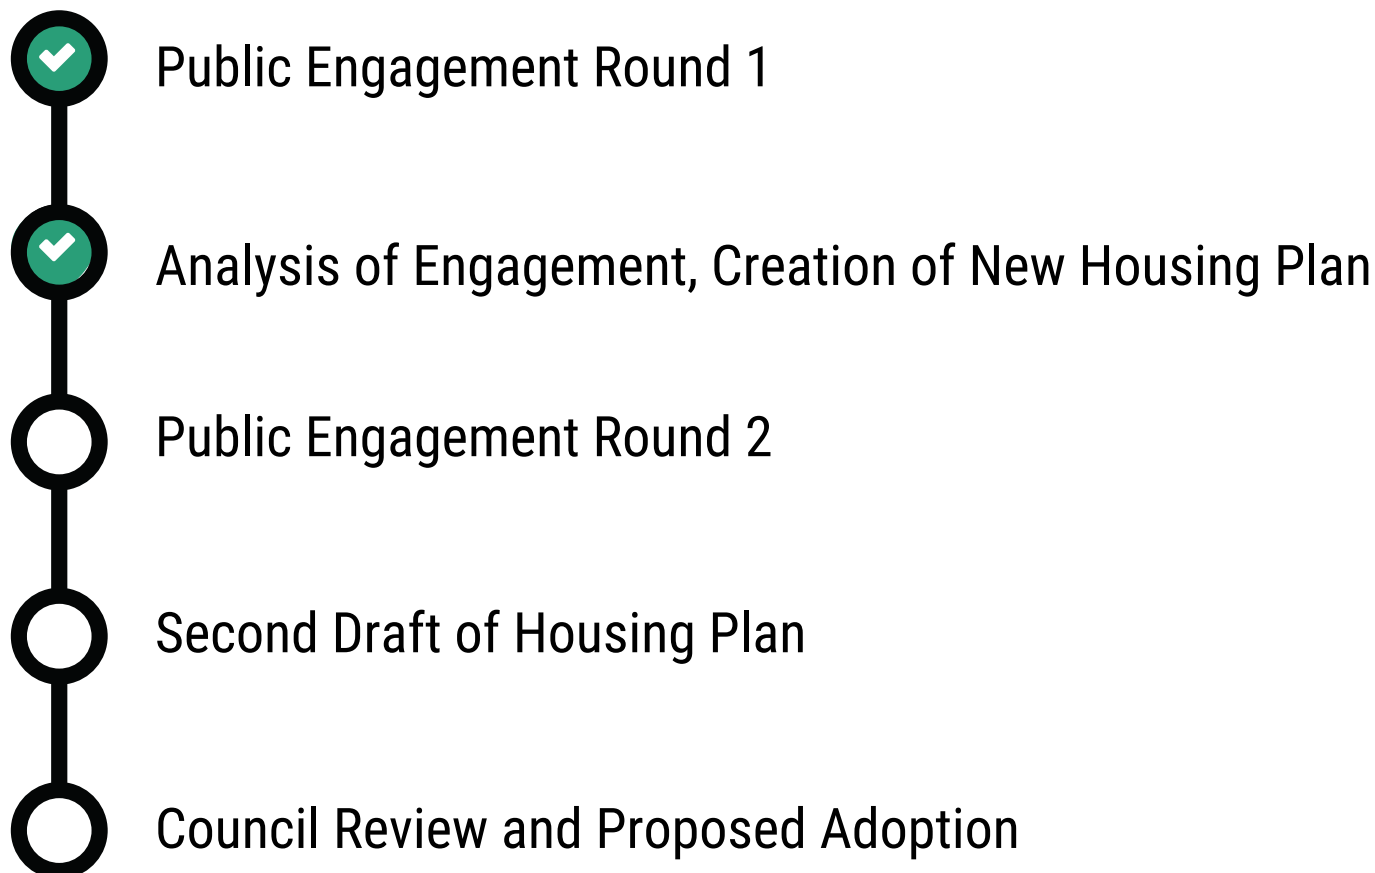 Public Engagement Round 1
Analysis of Engagement, Creation of New Housing Plan
Public Engagement Round 2
Second Draft of Housing Plan
Council Review and Proposed Adoption